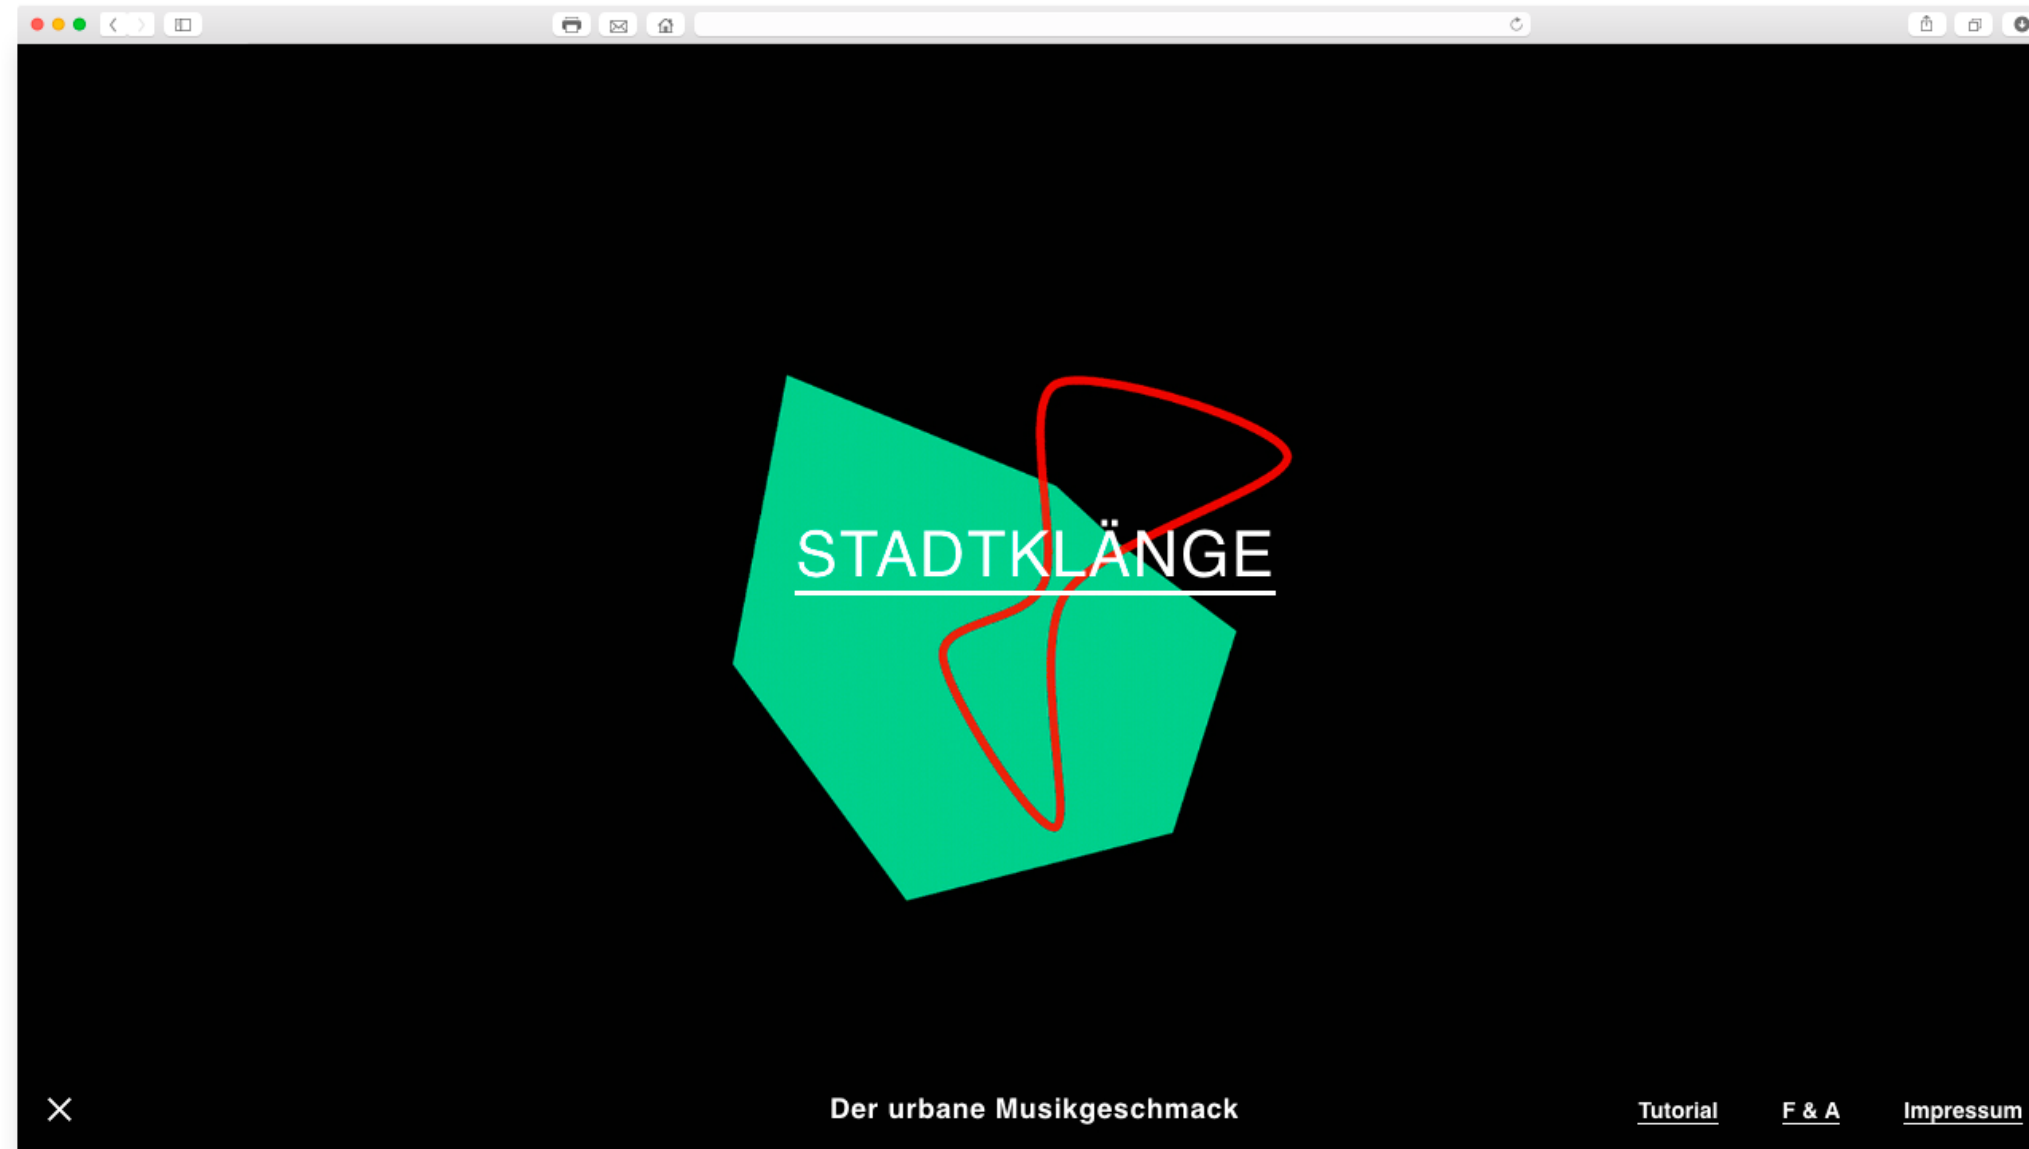 STADTKLÄNGE
Der urbane Musikgeschmack
Tutorial
F & A
Impressum